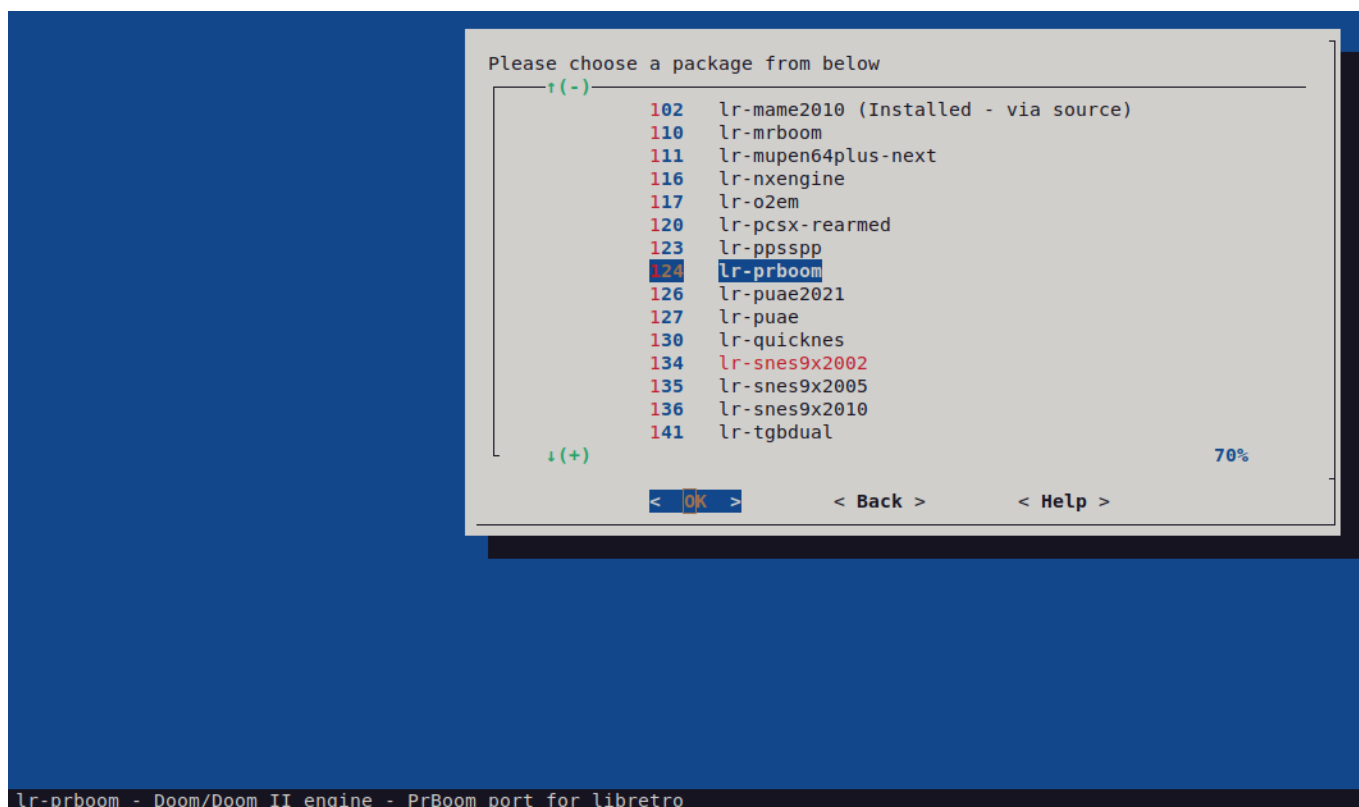 Please choose a package from below
↑(-)
102 lr-mame2010 (Installed - via source)
110 lr-mrboom
111 lr-mupen64plus-next
116 lr-nxengine
117 lr-o2em
120 lr-pcsx-rearmed
123 lr-ppsspp
124 lr-prboom
126 lr-puae2021
127 lr-puae
130 lr-quicknes
134 lr-snes9x2002
135 lr-snes9x2005
136 lr-snes9x2010
141 lr-tgbdual
↓(+) 70%
< OK > < Back > < Help >
lr-prboom - Doom/Doom II engine - PrBoom port for libretro